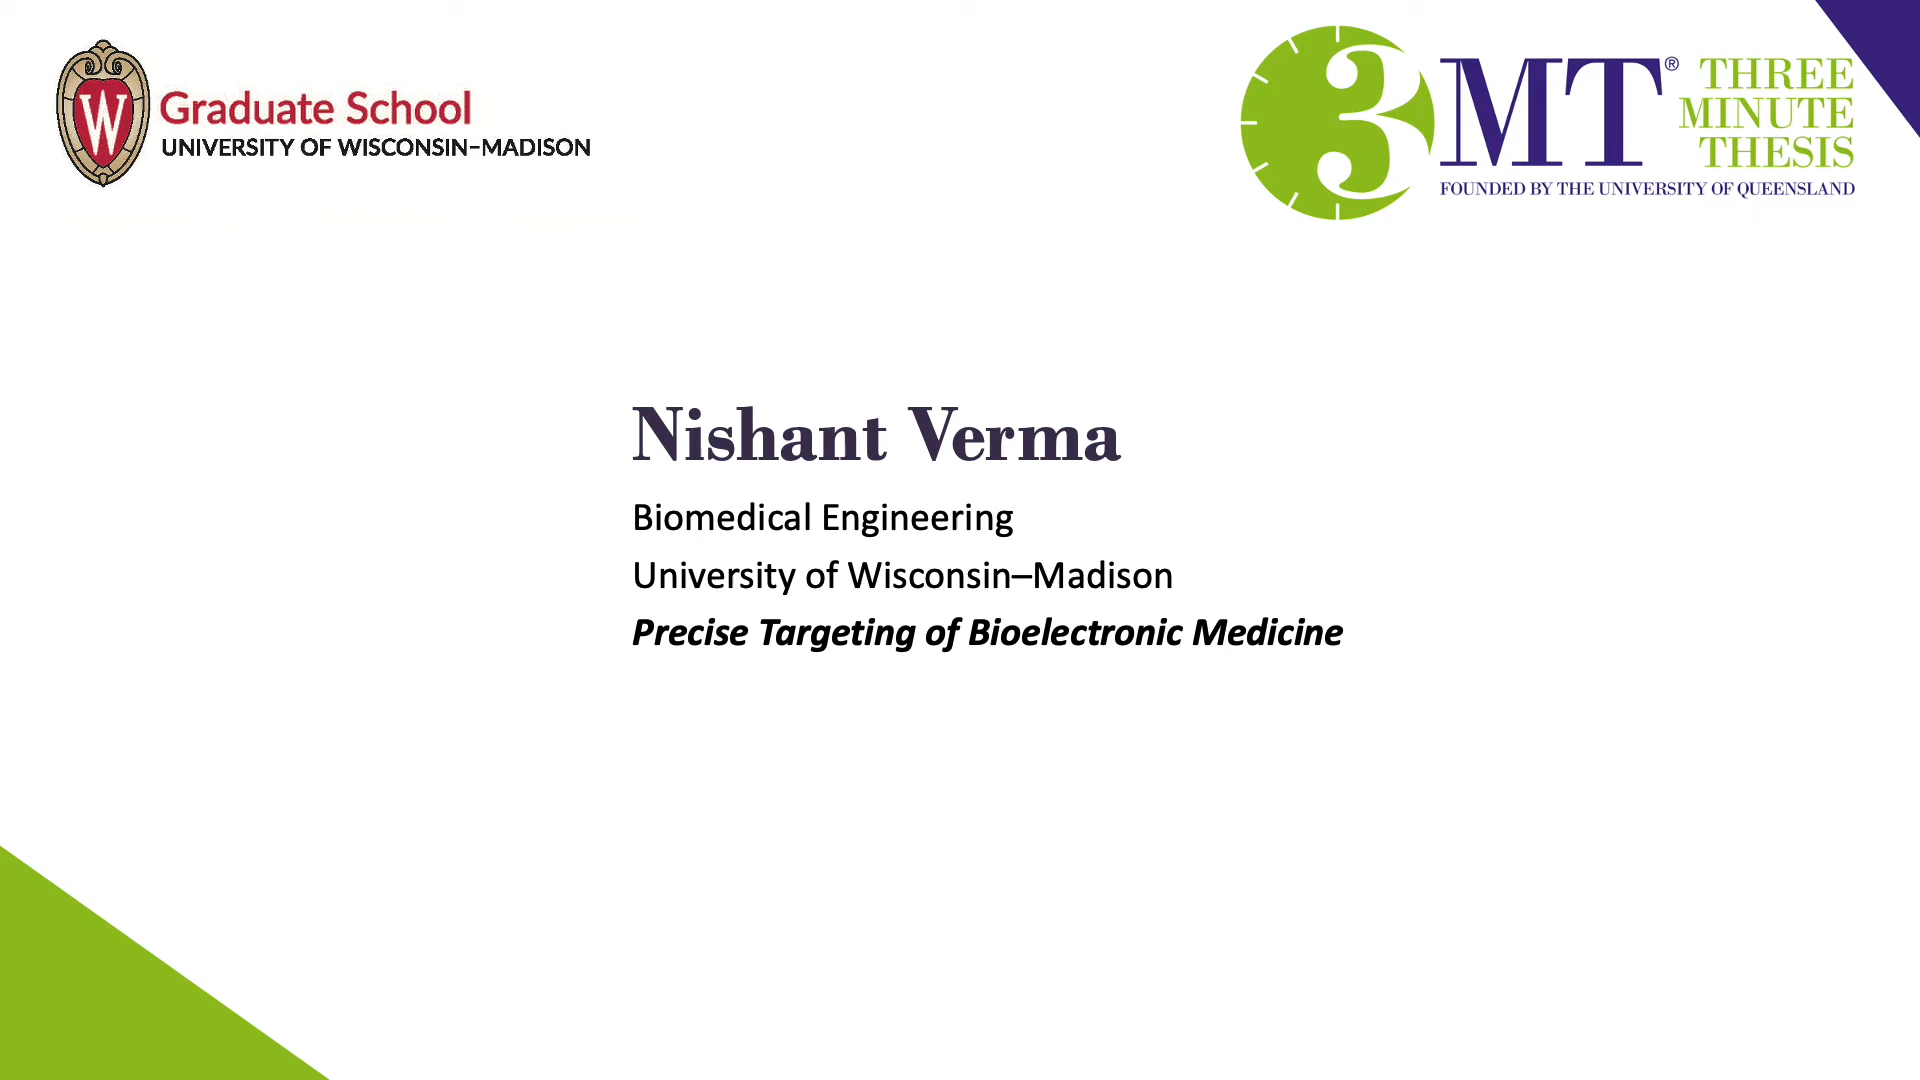 W
Graduate School
UNIVERSITY OF WISCONSIN–MADISON
3MT® THREE
MINUTE
THESIS
FOUNDED BY THE UNIVERSITY OF QUEENSLAND
Nishant Verma
Biomedical Engineering
University of Wisconsin–Madison
Precise Targeting of Bioelectronic Medicine